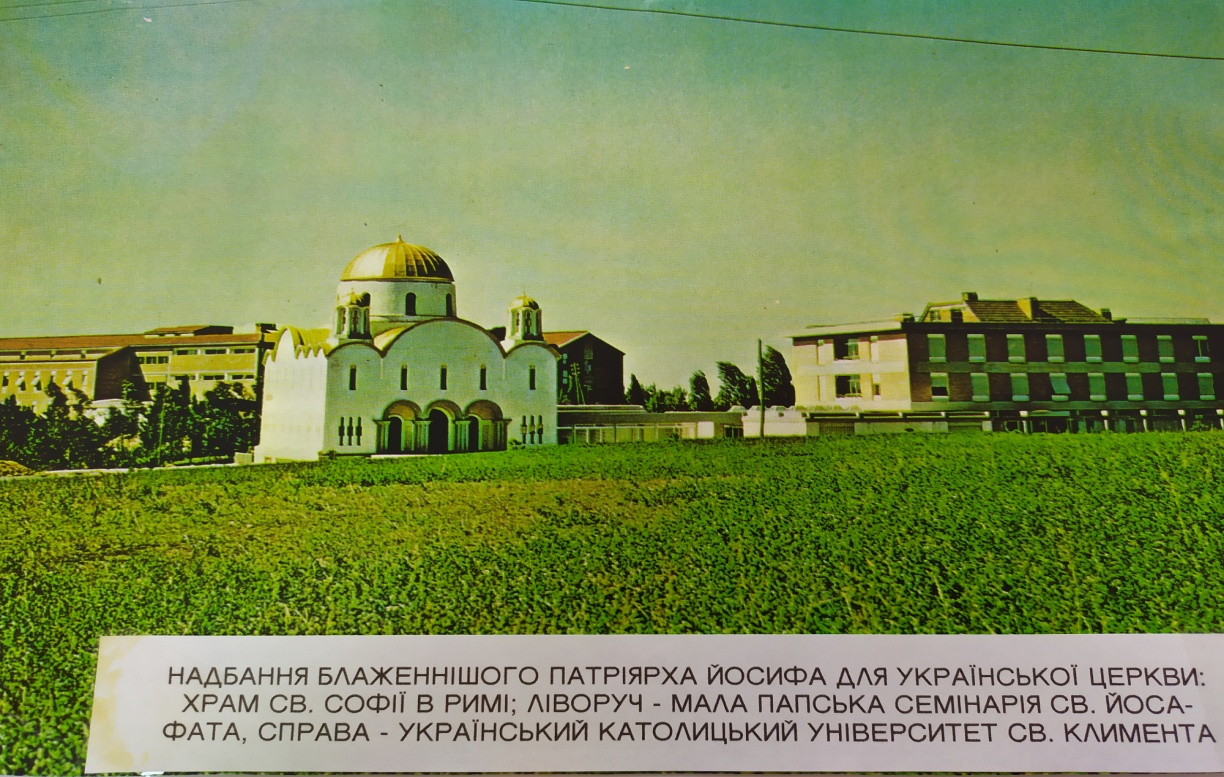 НАДБАННЯ БЛАЖЕННІШОГО ПАТРІЯРХА ЙОСИФА ДЛЯ УКРАЇНСЬКОЇ ЦЕРКВИ:
ХРАМ СВ. СОФІЇ В РИМІ; ЛІВОРУЧ - МАЛА ПАПСЬКА СЕМІНАРІЯ СВ. ЙОСА-
ФАТА, СПРАВА - УКРАЇНСЬКИЙ КАТОЛИЦЬКИЙ УНІВЕРСИТЕТ СВ. КЛИМЕНТА